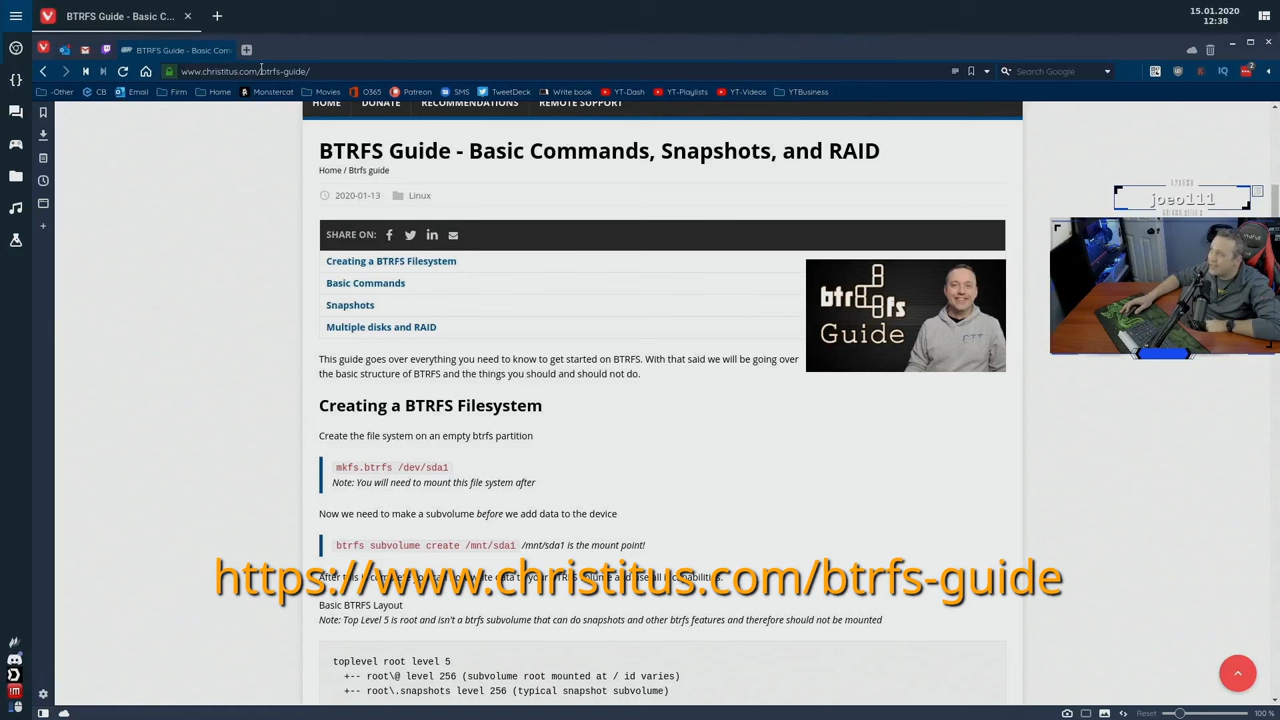 BTRFS Guide - Basic C...
15.01.2020
12:38
BTRFS Guide - Basic Com
www.christitus.com/btrfs-guide/
Search Google
-Other
CB
Email
Firm
Home
Monstercat
Movies
O365
Patreon
SMS
TweetDeck
Write book
YT-Dash
YT-Playlists
YT-Videos
YTBusiness
HOME
DONATE
RECOMMENDATIONS
REMOTE SUPPORT
BTRFS Guide - Basic Commands, Snapshots, and RAID
Home / Btrfs guide
2020-01-13
Linux
SHARE ON:
Creating a BTRFS Filesystem
Basic Commands
Snapshots
Multiple disks and RAID
btrfs
Guide
CTT
joeo111
This guide goes over everything you need to know to get started on BTRFS. With that said we will be going over
the basic structure of BTRFS and the things you should and should not do.
Creating a BTRFS Filesystem
Create the file system on an empty btrfs partition
mkfs.btrfs /dev/sda1
Note: You will need to mount this file system after
Now we need to make a subvolume before we add data to the device
btrfs subvolume create /mnt/sda1 /mnt/sda1 is the mount point!
https://www.christitus.com/btrfs-guide
Basic BTRFS Layout
Note: Top Level 5 is root and isn't a btrfs subvolume that can do snapshots and other btrfs features and therefore should not be mounted
toplevel root level 5
+-- root\@ level 256 (subvolume root mounted at / id varies)
+-- root\.snapshots level 256 (typical snapshot subvolume)
Reset
100 %